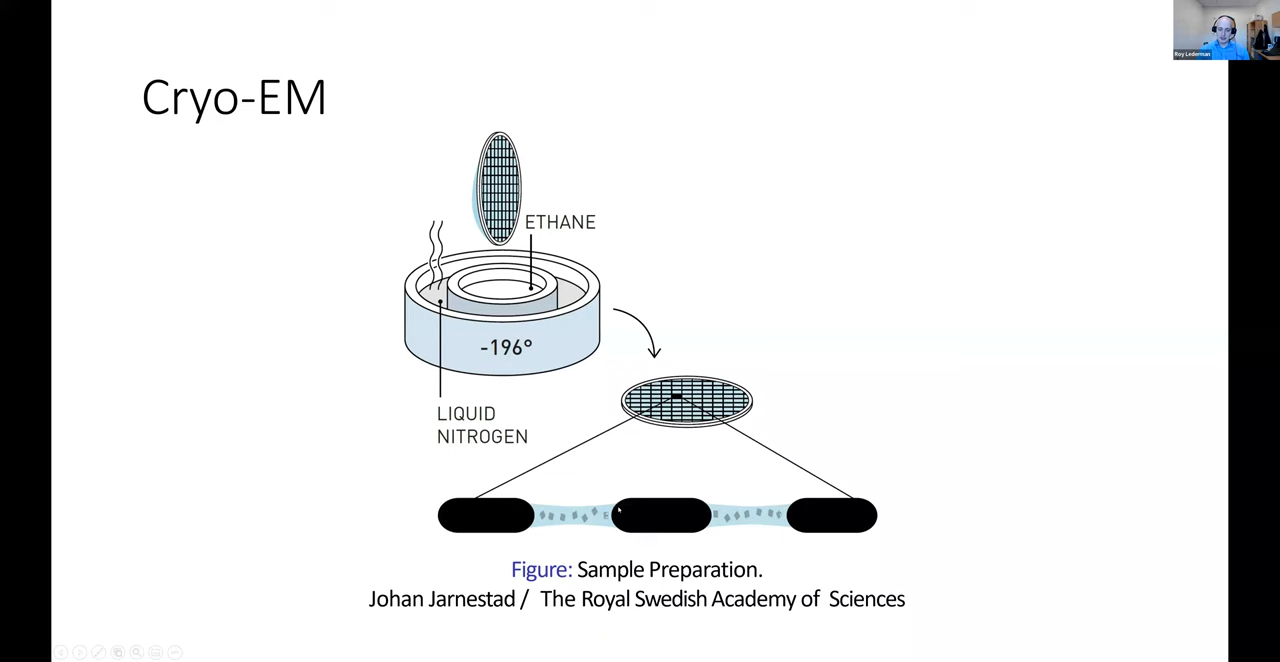 Roy Lederman
Cryo-EM
ETHANE
-196°
LIQUID
NITROGEN
Figure: Sample Preparation.
Johan Jarnestad / The Royal Swedish Academy of Sciences